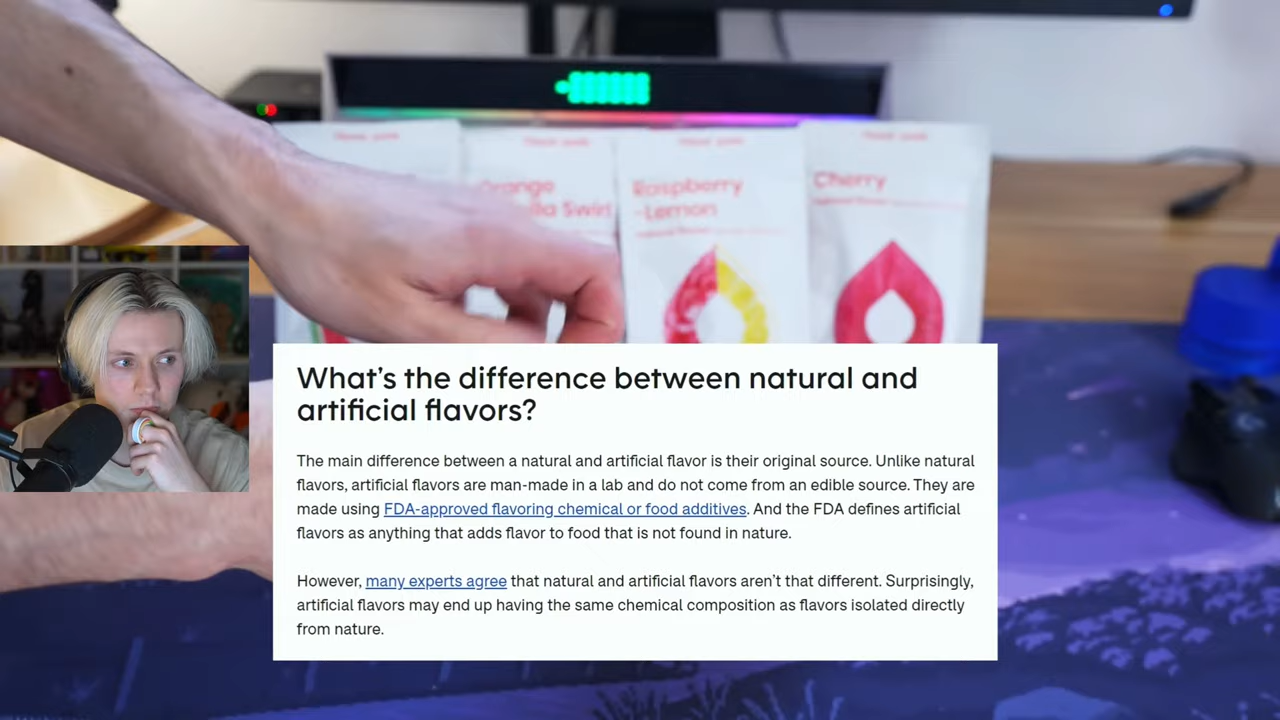 Orange
Swirl
Raspberry
-Lemon
Cherry
What's the difference between natural and
artificial flavors?
The main difference between a natural and artificial flavor is their original source. Unlike natural
flavors, artificial flavors are man-made in a lab and do not come from an edible source. They are
made using FDA-approved flavoring chemical or food additives. And the FDA defines artificial
flavors as anything that adds flavor to food that is not found in nature.
However, many experts agree that natural and artificial flavors aren't that different. Surprisingly,
artificial flavors may end up having the same chemical composition as flavors isolated directly
from nature.